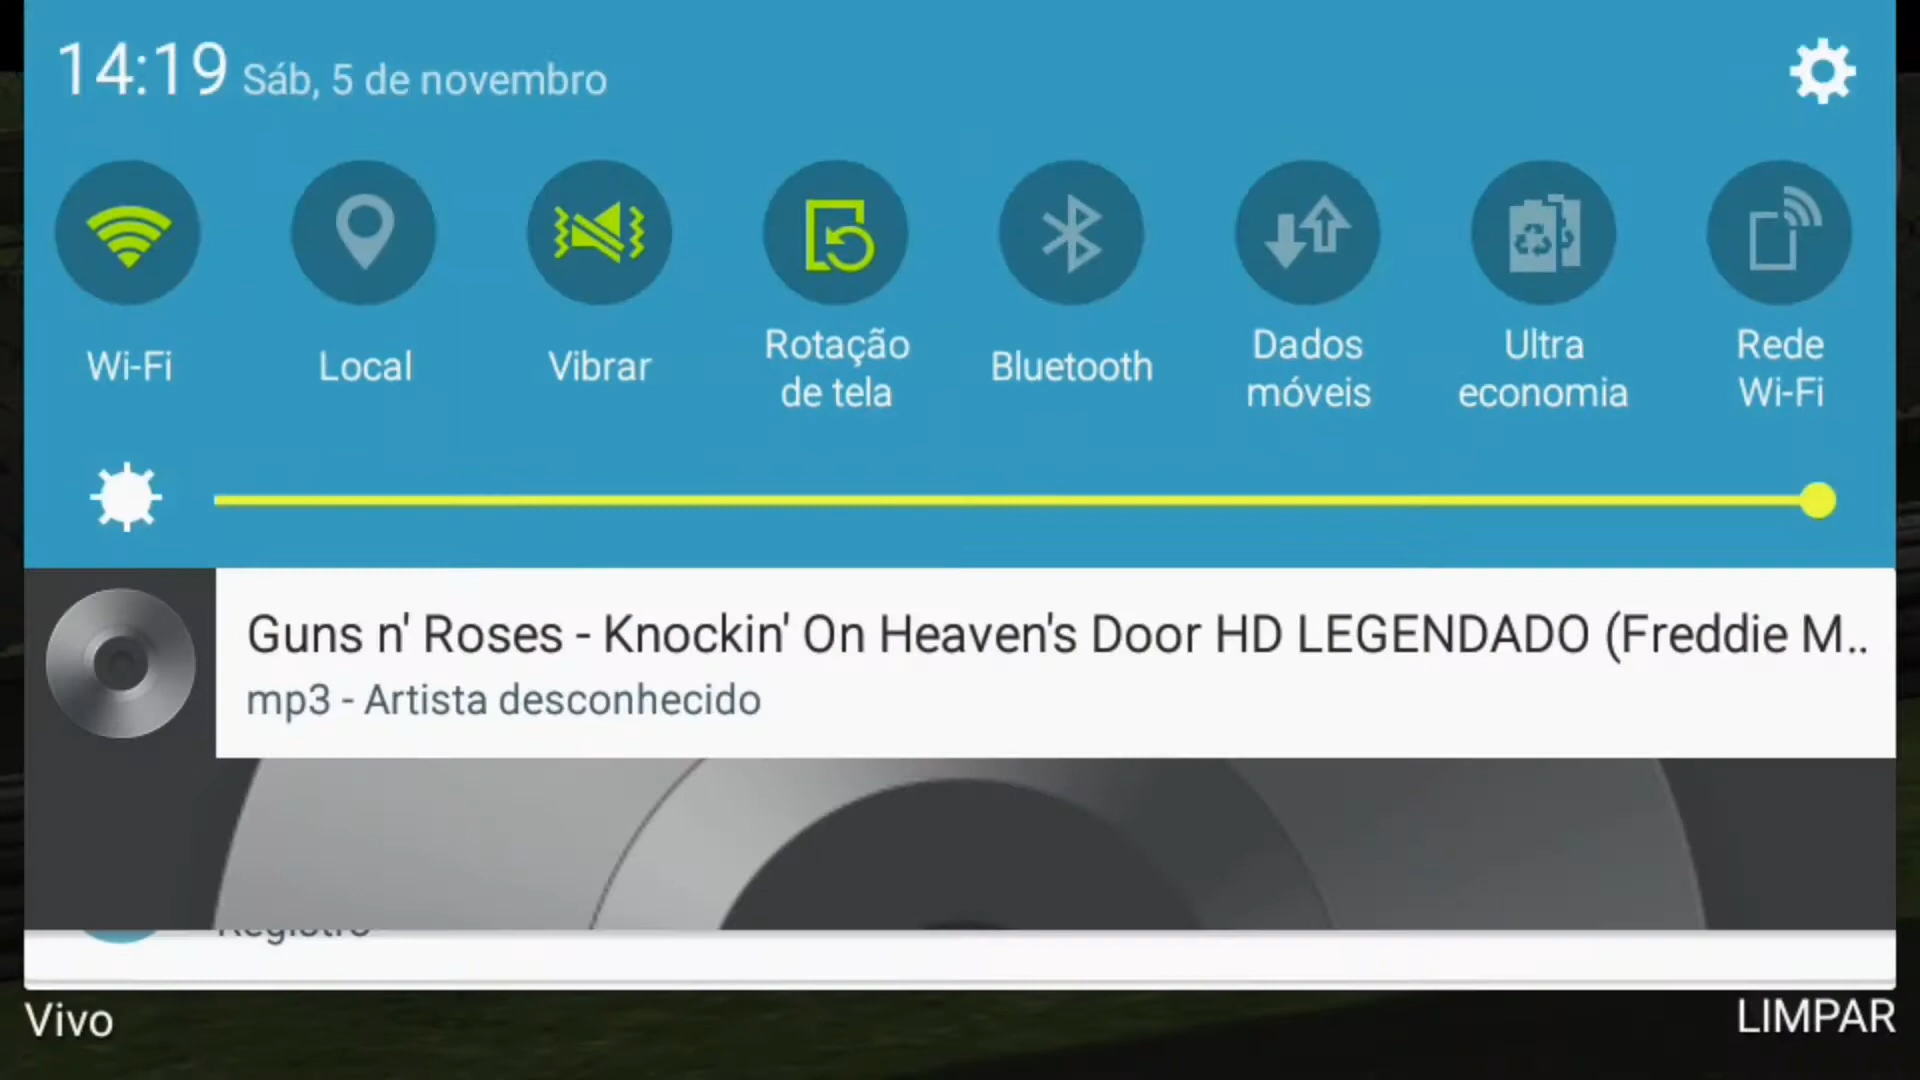 14:19 Sáb, 5 de novembro
Wi-Fi
Local
Vibrar
Rotação
de tela
Bluetooth
Dados
móveis
Ultra
economia
Rede
Wi-Fi
Guns n' Roses - Knockin' On Heaven's Door HD LEGENDADO (Freddie M..
mp3 - Artista desconhecido
Registro
Vivo
LIMPAR